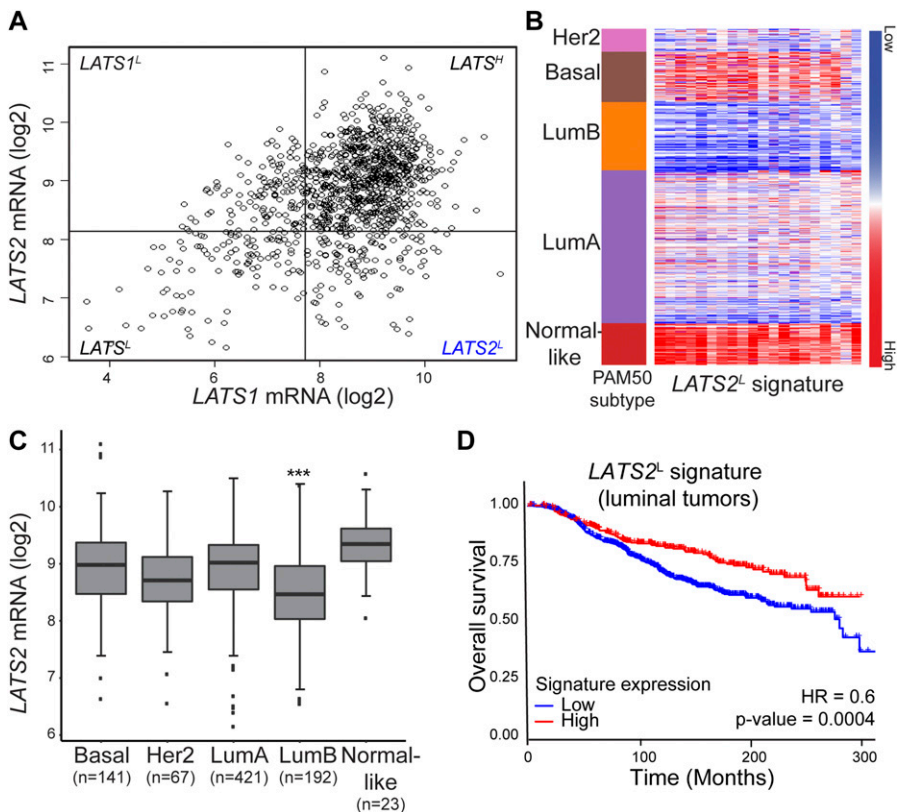 A
LATS1ᴸ
LATSᴴ
LATSᴸ
LATS2ᴸ
11
10
9
8
7
6
LATS2 mRNA (log2)
4
6
8
10
LATS1 mRNA (log2)
B
Her2
Basal
LumB
LumA
Normal-
like
PAM50
subtype
LATS2ᴸ signature
Low
High
C
***
11
10
9
8
7
6
LATS2 mRNA (log2)
Basal
Her2
LumA
LumB
Normal-
like
(n=141)
(n=67)
(n=421)
(n=192)
(n=23)
D
LATS2ᴸ signature
(luminal tumors)
1.00
0.75
0.50
0.25
0.00
Overall survival
Signature expression
Low
High
HR = 0.6
p-value = 0.0004
0
100
200
300
Time (Months)